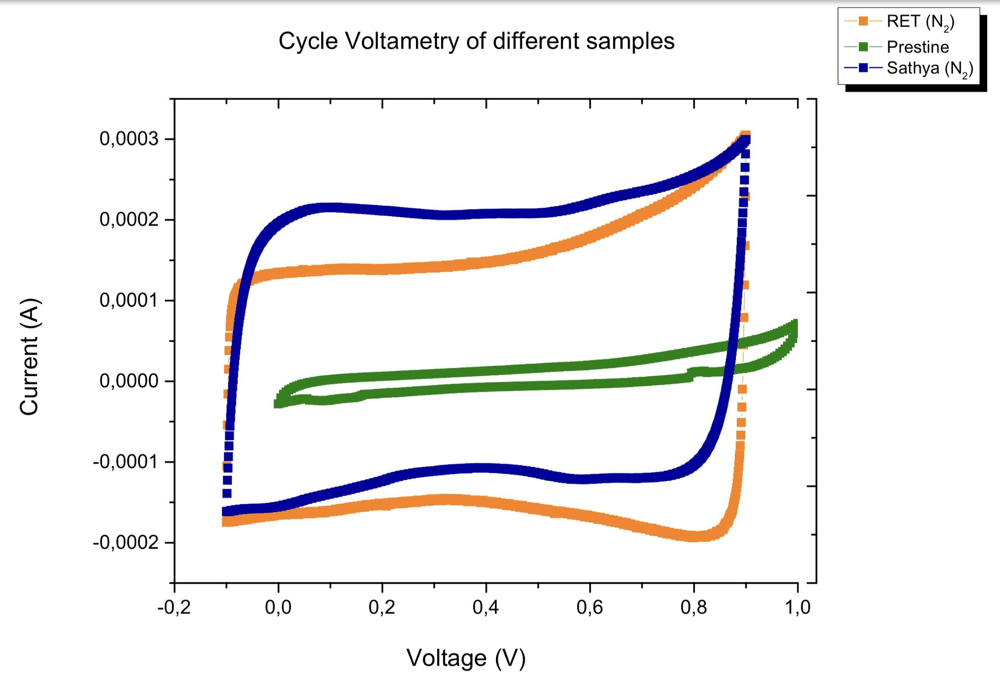 RET (N2)
Prestine
Sathya (N2)
Cycle Voltametry of different samples
0,0003
0,0002
0,0001
0,0000
-0,0001
-0,0002
Current (A)
-0,2 0,0 0,2 0,4 0,6 0,8 1,0
Voltage (V)